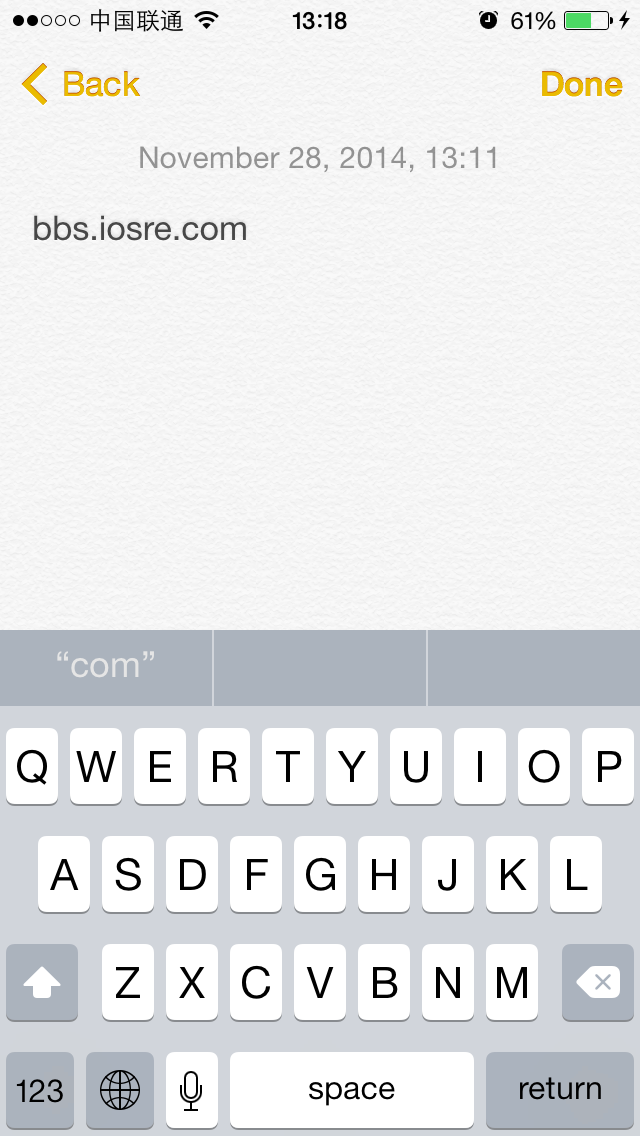 中国联通 13:18 61%
Back Done
November 28, 2014, 13:11
bbs.iosre.com
“com”
Q W E R T Y U I O P
A S D F G H J K L
Z X C V B N M
123 space return